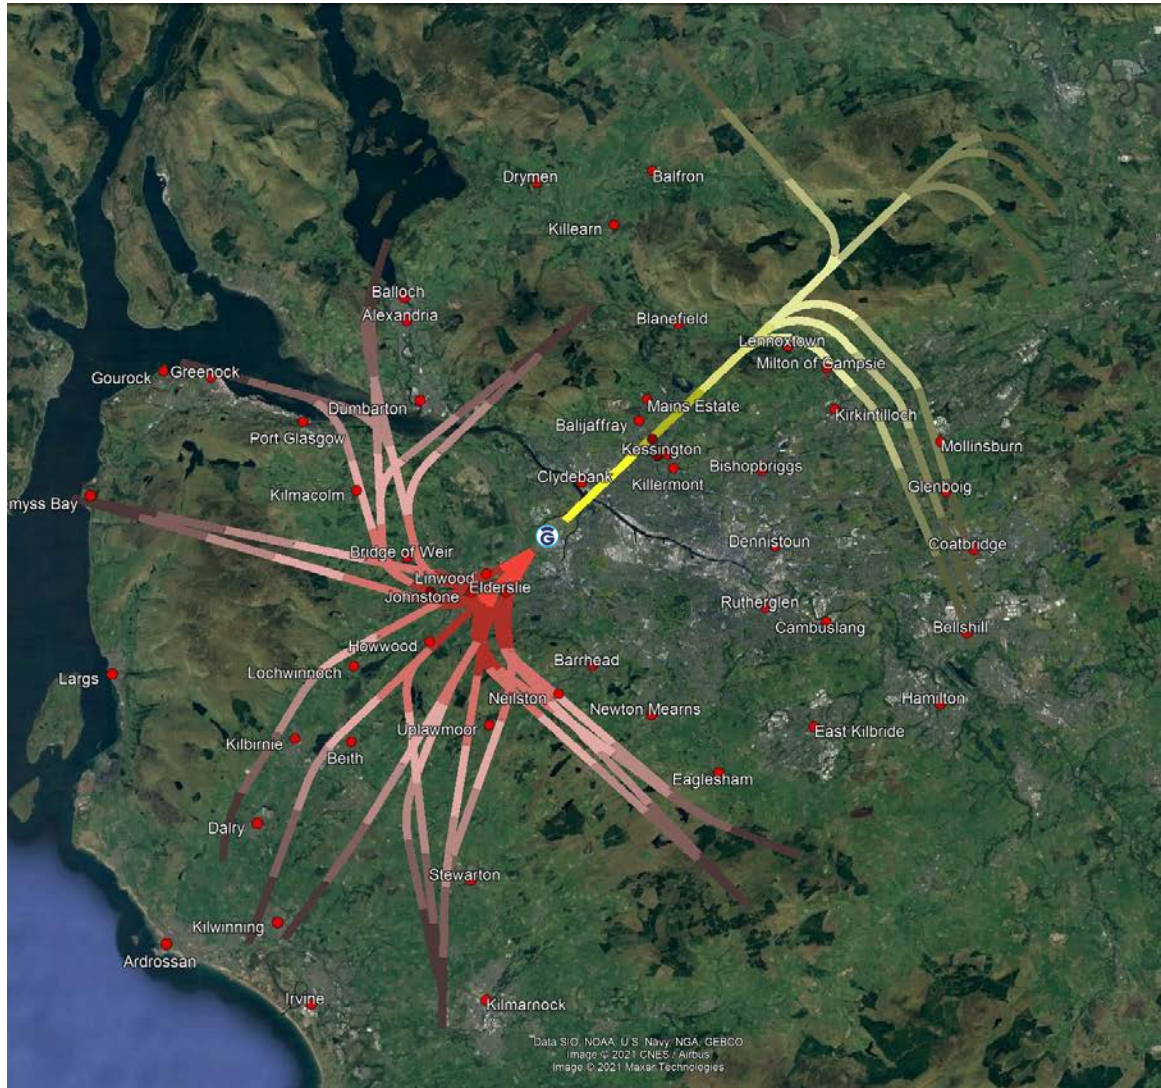 Drymen
Balfron
Killearn
Balloch
Alexandria
Blanefield
Lennoxtown
Milton of Gampsie
Gourock
Greenock
Dumbarton
Mains Estate
Kirkintilloch
Port Glasgow
Balijaffray
Kessington
Mollinsburn
Bishopbriggs
Clydebank
Killermont
Glenboig
Kilmacolm
myss Bay
G
Dennistoun
Coatbridge
Bridge of Weir
Linwood
Elderslie
Johnstone
Rutherglen
Cambuslang
Bellshill
Howwood
Barrhead
Lochwinnoch
Largs
Neilston
Newton Mearns
Hamilton
Uplawmoor
East Kilbride
Kilbirnie
Beith
Eaglesham
Dalry
Stewarton
Kilwinning
Ardrossan
Irvine
Kilmarnock
Data SIO, NOAA, U.S. Navy, NGA, GEBCO
Image © 2021 CNES / Airbus
Image © 2021 Maxar Technologies